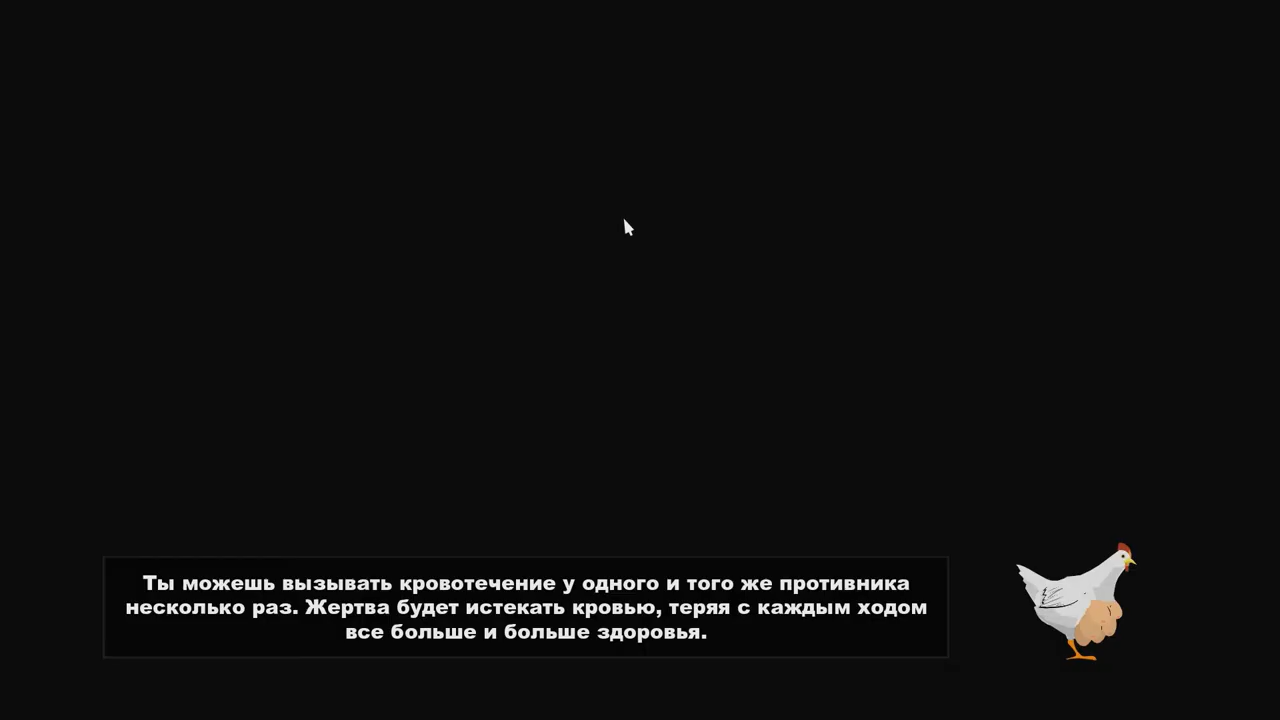 Ты можешь вызывать кровотечение у одного и того же противника
несколько раз. Жертва будет истекать кровью, теряя с каждым ходом
все больше и больше здоровья.